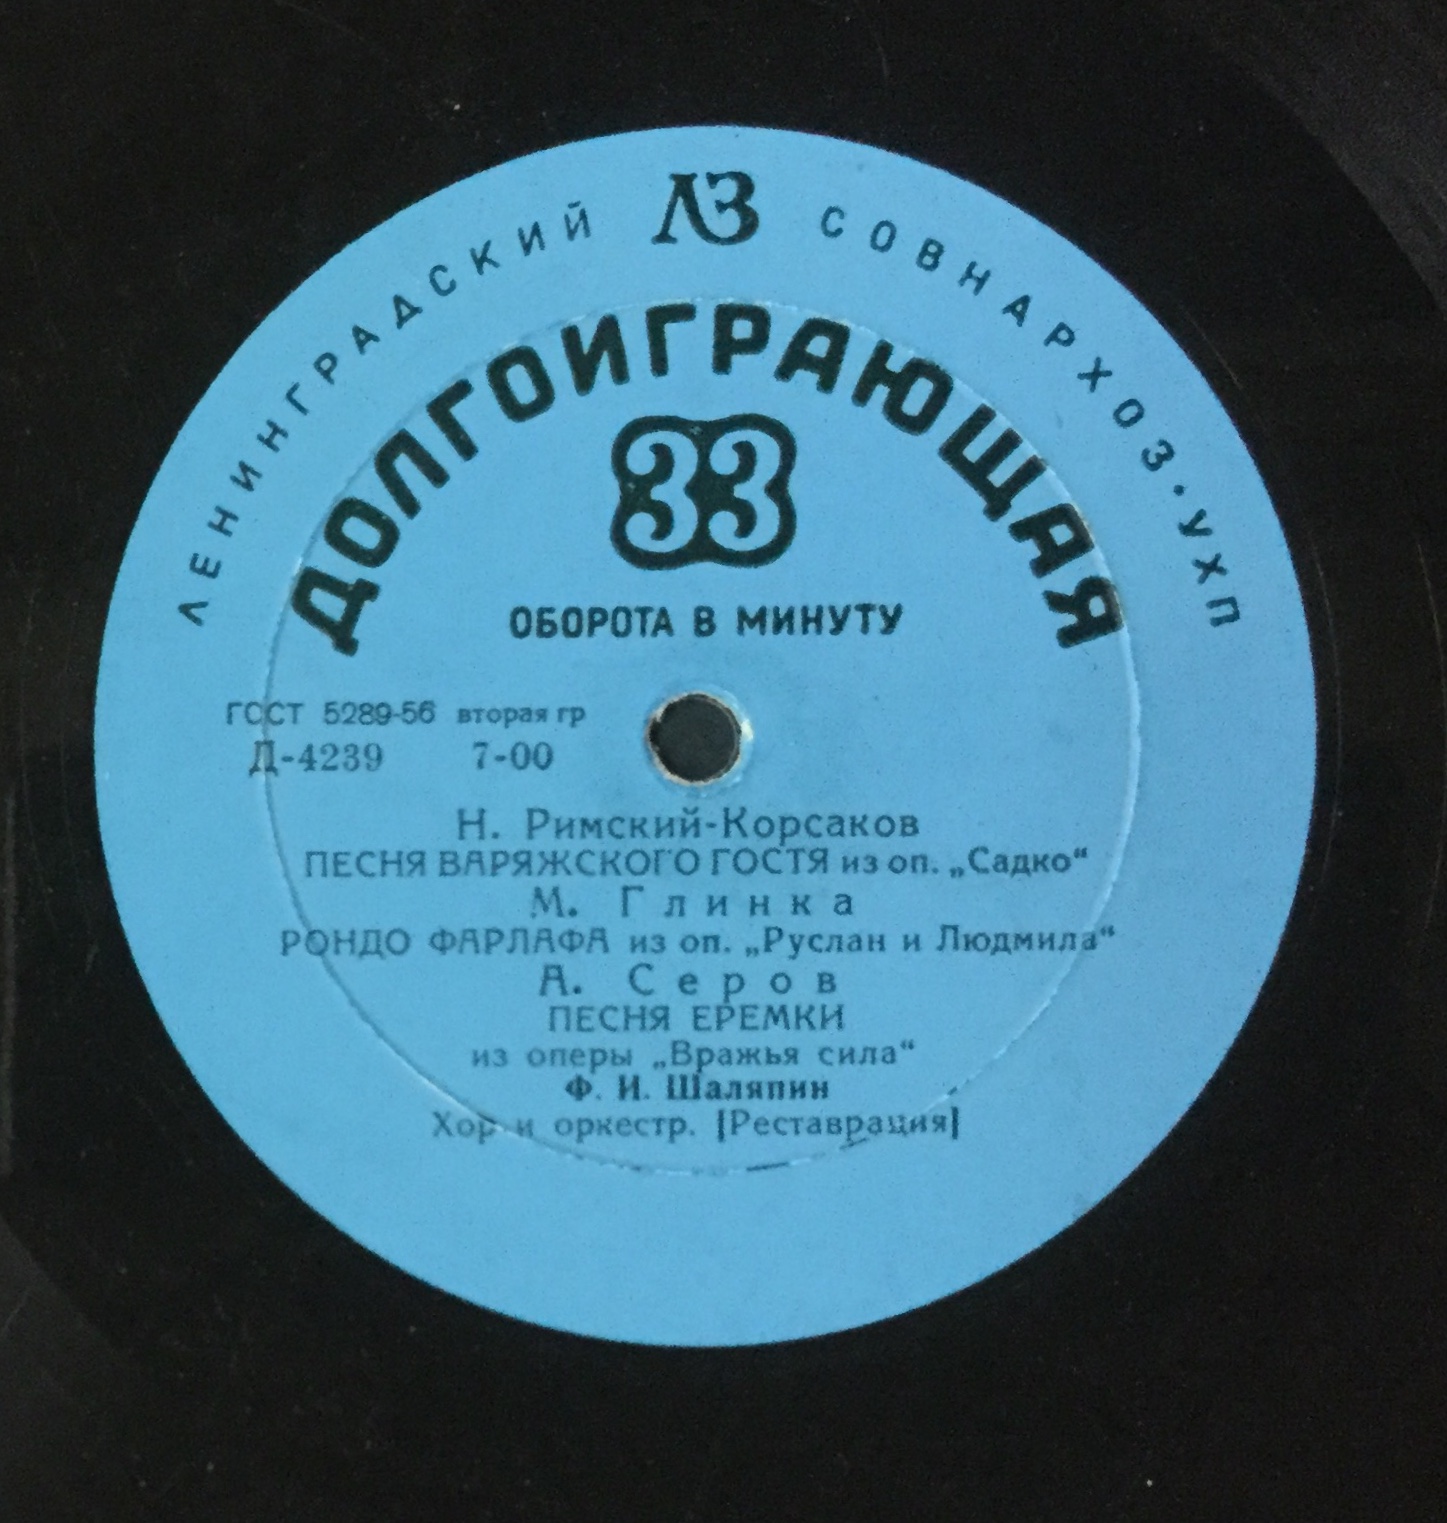 ЛЕНИНГРАДСКИЙ ЛЗ СОВНАРХОЗ · УХП
ДОЛГОИГРАЮЩАЯ
33
ОБОРОТА В МИНУТУ
ГОСТ 5289-56 вторая гр
Д-4239 7-00
Н. Римский-Корсаков
ПЕСНЯ ВАРЯЖСКОГО ГОСТЯ из оп. „Садко“
М. Глинка
РОНДО ФАРЛАФА из оп. „Руслан и Людмила“
А. Серов
ПЕСНЯ ЕРЕМКИ
из оперы „Вражья сила“
Ф. И. Шаляпин
Хор и оркестр. [Реставрация]